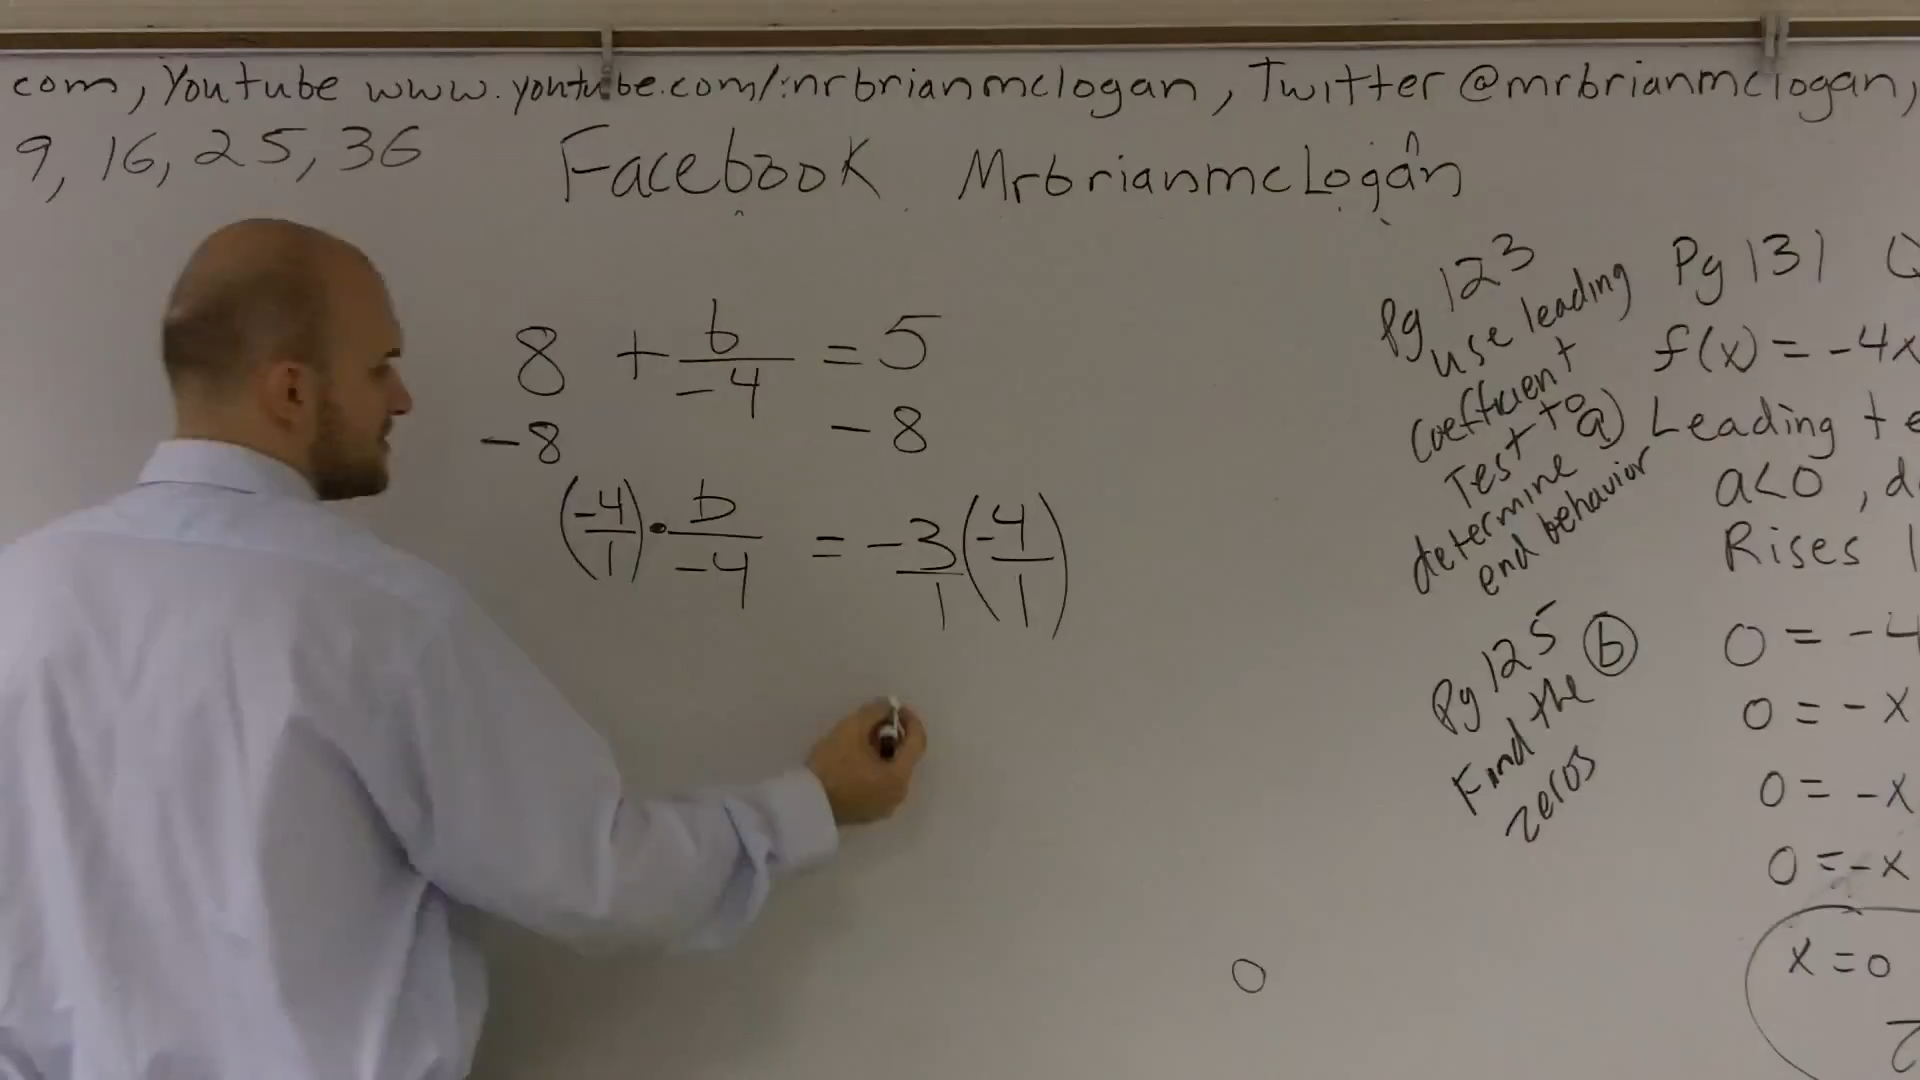 com, Youtube www.youtube.com/mrbrianmclogan, Twitter @mrbrianmclogan,
9, 16, 25, 36
Facebook MrbrianmcLogan
8 + b/-4 = 5
-8 -8
(-4/1) • b/-4 = -3/1 (-4/1)
Pg 123
use leading
coefficient
Test to
determine
end behavior
Pg 125
Find the
zeros
Pg 131
f(x) = -4x
a) Leading +
a<0, d
Rises
b 0 = -4
0 = -x
0 = -x
0 = -x
x = 0